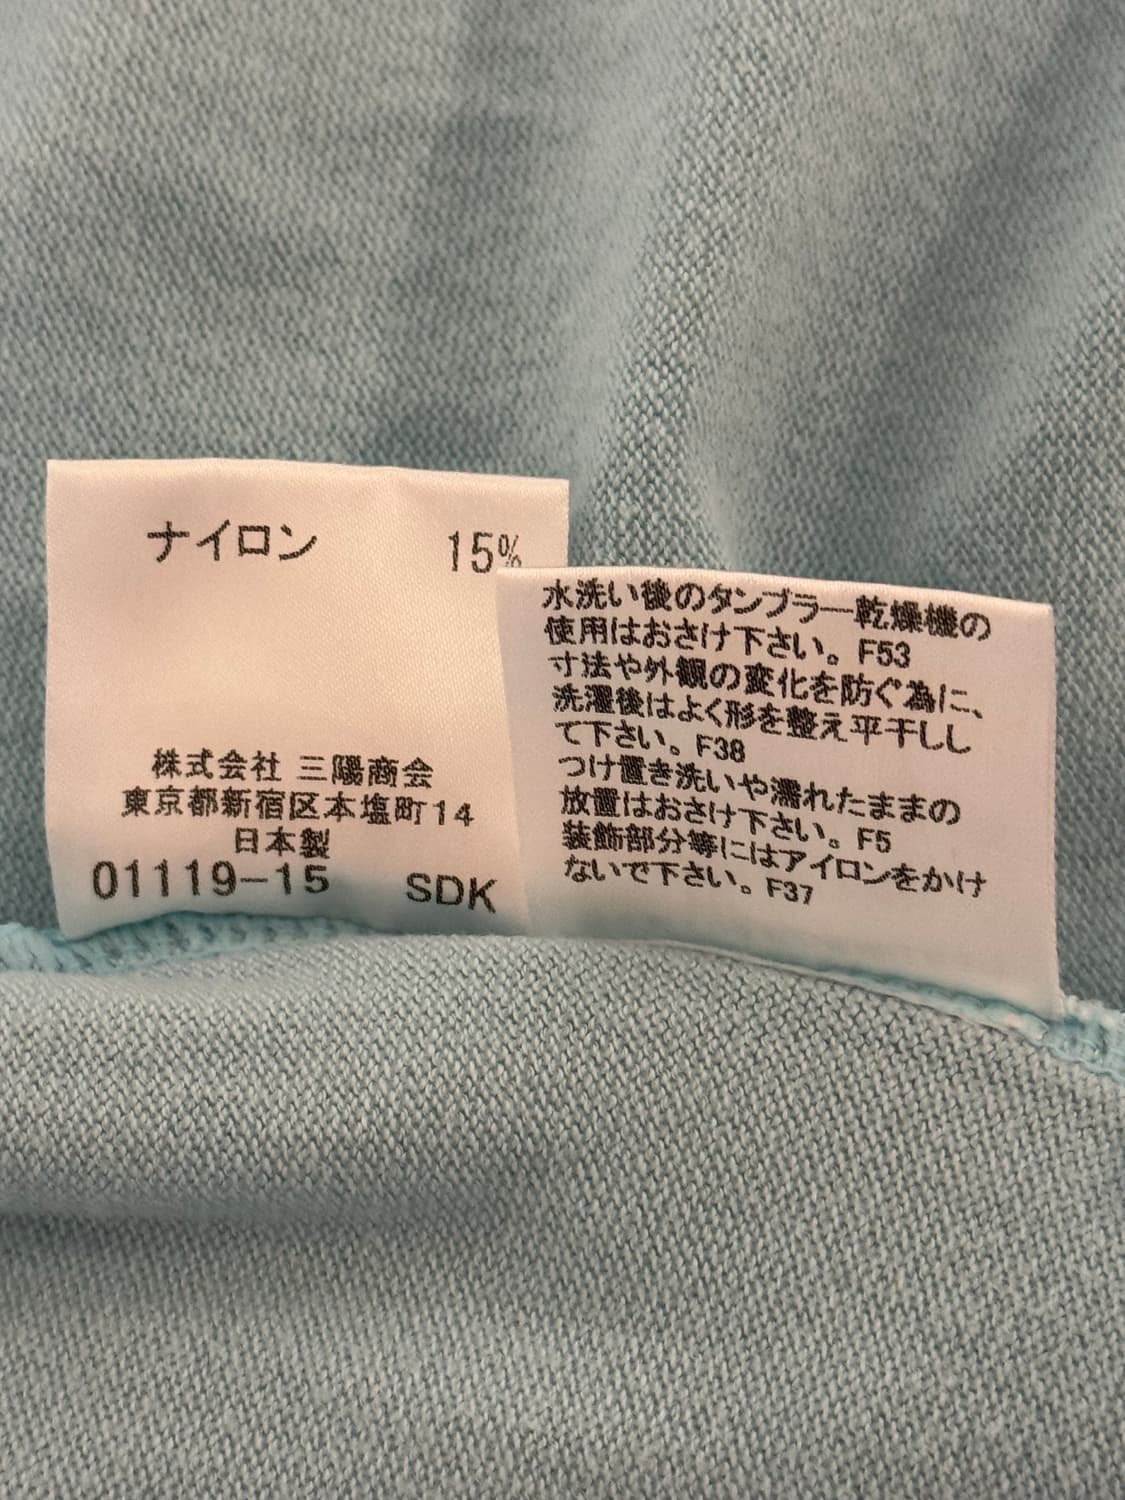 ナイロン 15%
株式会社 三陽商会
東京都新宿区本塩町14
日本製
01119-15 SDK
水洗い後のタンブラー乾燥機の
使用はおさけ下さい。F53
寸法や外観の変化を防ぐ為に、
洗濯後はよく形を整え平干しし
て下さい。F38
つけ置き洗いや濡れたままの
放置はおさけ下さい。F5
装飾部分等にはアイロンをかけ
ないで下さい。F37